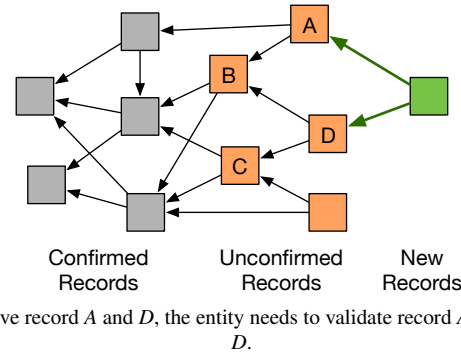 A
B
D
C
Confirmed Records
Unconfirmed Records
New Records
ve record A and D, the entity needs to validate record A
D.